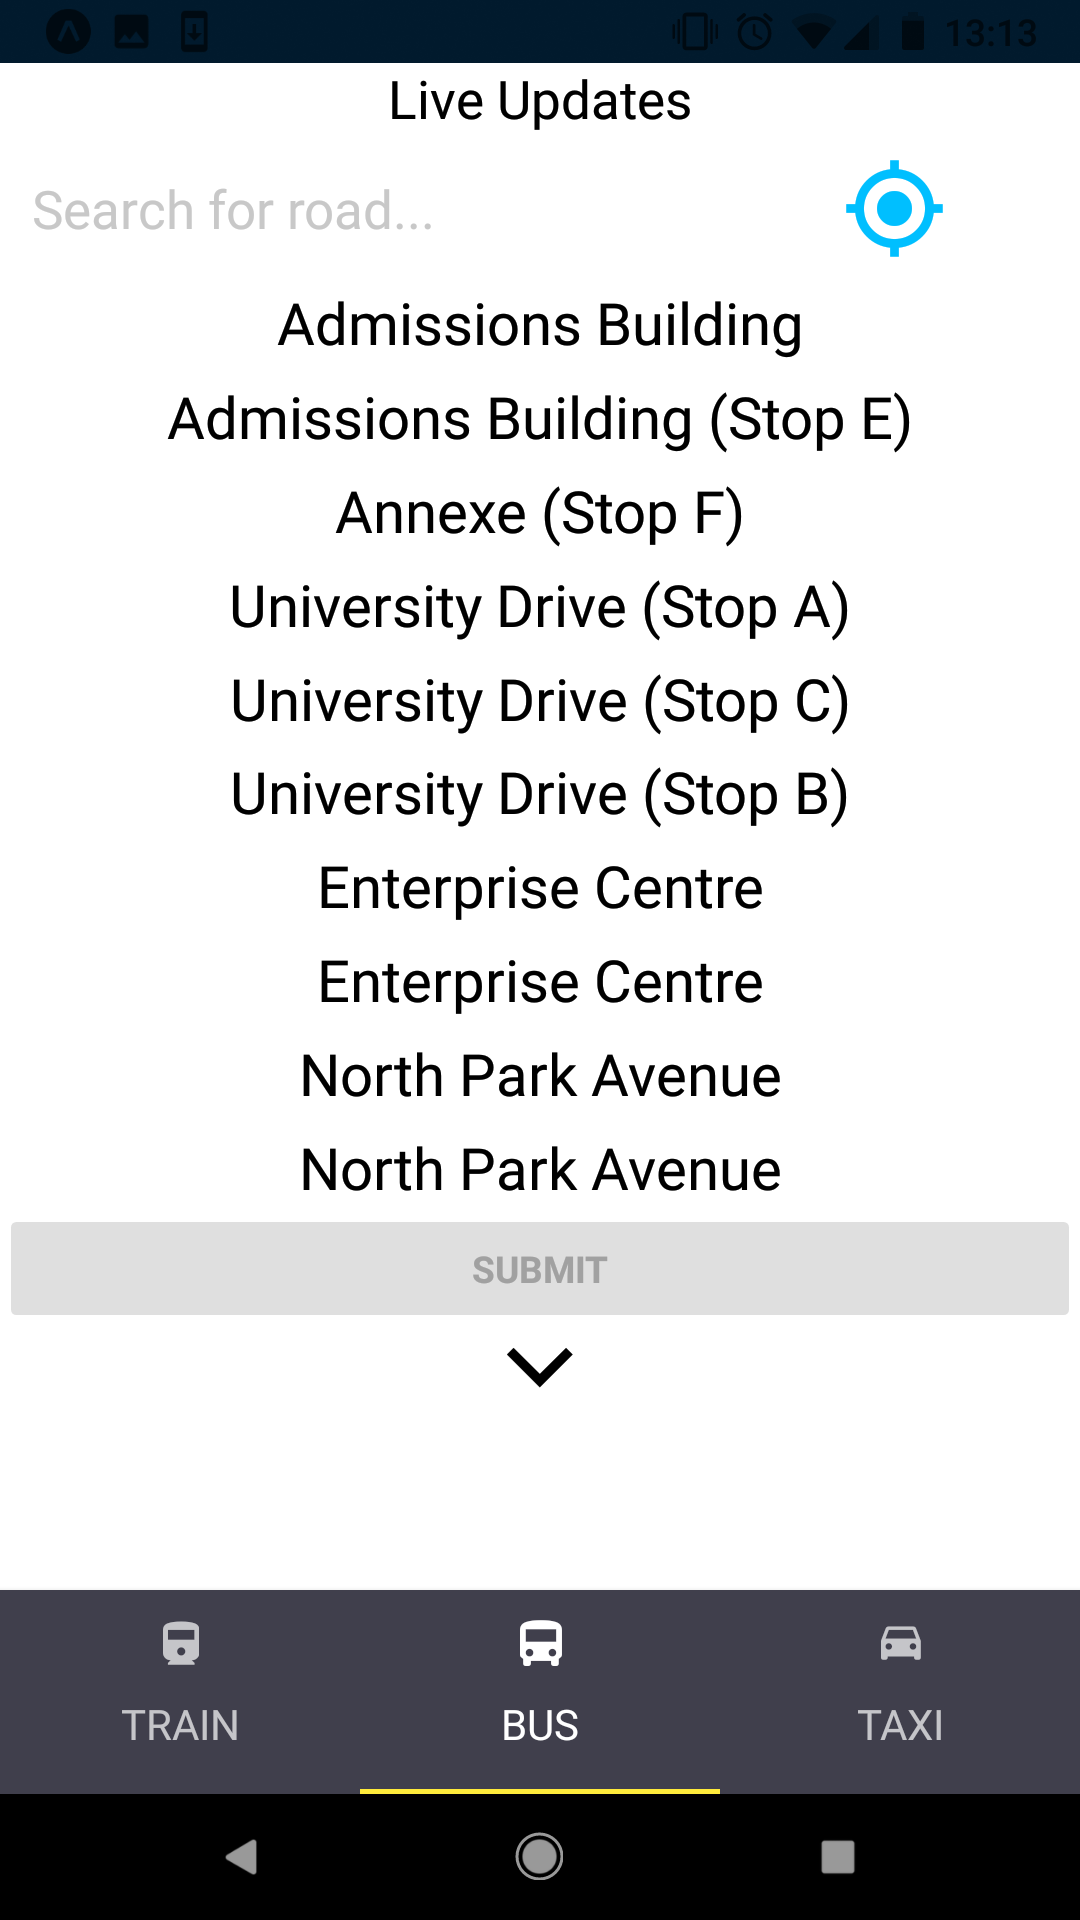 13:13
Live Updates
Search for road...
Admissions Building
Admissions Building (Stop E)
Annexe (Stop F)
University Drive (Stop A)
University Drive (Stop C)
University Drive (Stop B)
Enterprise Centre
Enterprise Centre
North Park Avenue
North Park Avenue
SUBMIT
TRAIN BUS TAXI